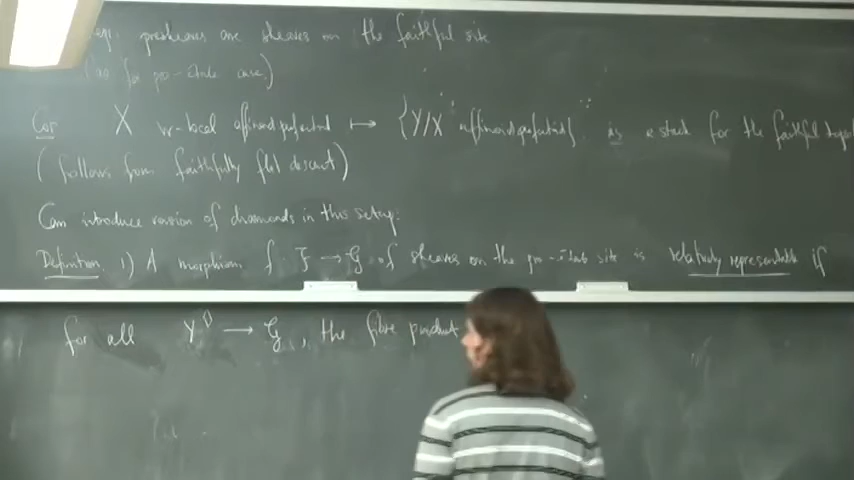 presheaves are sheaves on the faithful site
(as for pro-étale case)
Cor X w-local affinoid perfectoid ↦ {Y/X affinoid perfectoid} is a stack for the faithful
(follows from faithfully flat descent)
Can introduce version of diamonds in this setup:
Definition 1) A morphism f: F → G of sheaves on the pro-étale site is relatively representable if
for all Y◊ → G, the fibre product